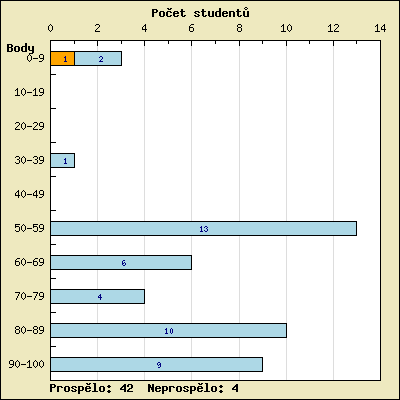 Počet studentů
0 2 4 6 8 10 12 14
Body
0-9 1 2
10-19
20-29
30-39 1
40-49
50-59 13
60-69 6
70-79 4
80-89 10
90-100 9
Prospělo: 42 Neprospělo: 4